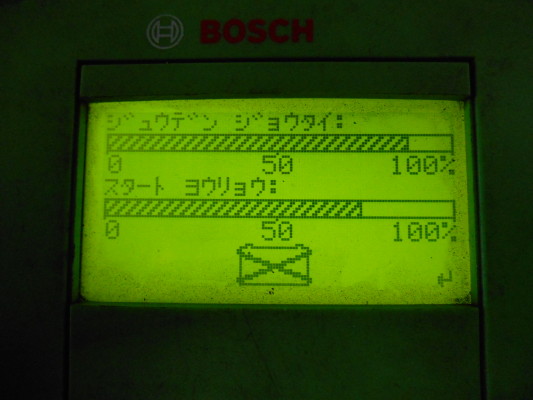 BOSCH
ｼﾞｭｳﾃﾞﾝ ｼﾞｮｳﾀｲ:
0 50 100%
ｽﾀｰﾄ ﾖｳﾘｮｳ:
0 50 100%